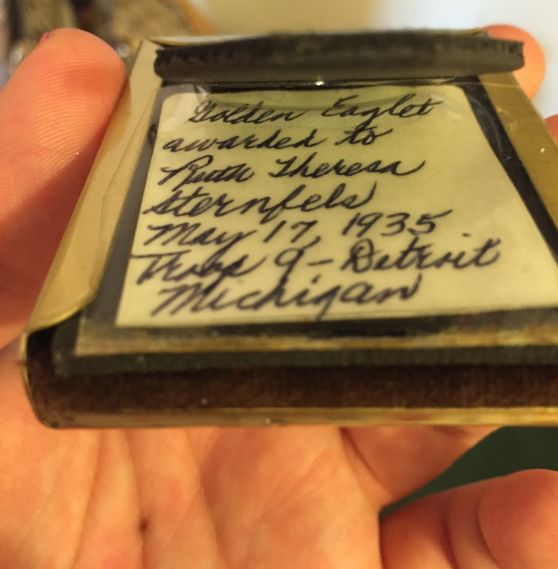 Golden Eaglet
awarded to
Ruth Theresa
Sternfels
May 17, 1935
Troop 9-Detroit
Michigan